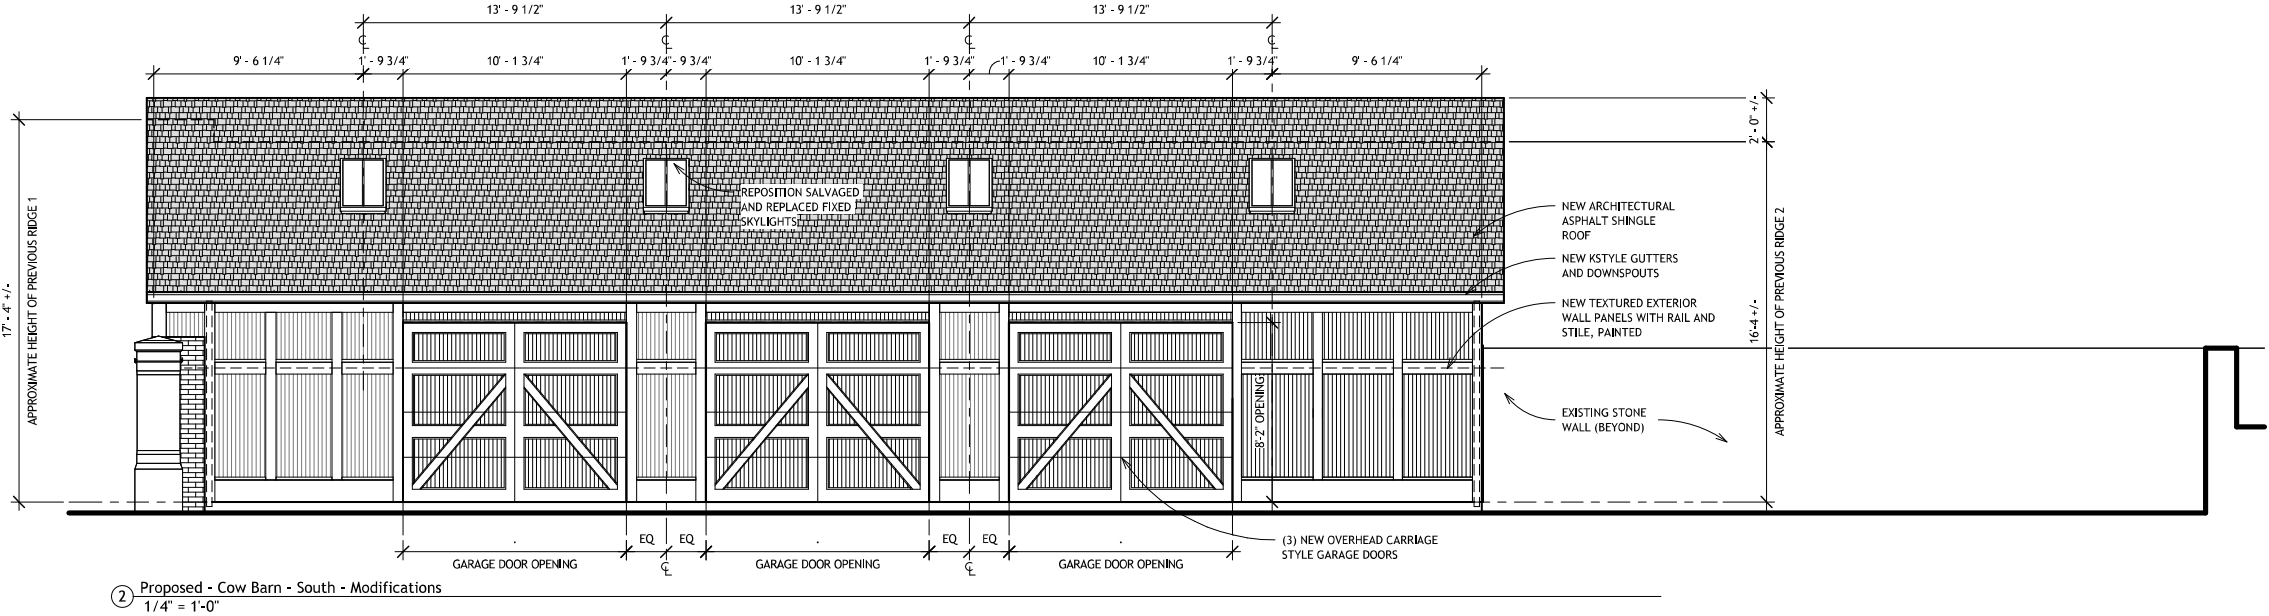 13' - 9 1/2"
13' - 9 1/2"
13' - 9 1/2"
℄
℄
℄
℄
9' - 6 1/4"
1' - 9 3/4"
10' - 1 3/4"
1' - 9 3/4"
- 9 3/4"
10' - 1 3/4"
1' - 9 3/4"
1' - 9 3/4"
10' - 1 3/4"
1' - 9 3/4"
9' - 6 1/4"
2' - 0" +/-
17' - 4" +/-
APPROXIMATE HEIGHT OF PREVIOUS RIDGE 1
REPOSITION SALVAGED
AND REPLACED FIXED
SKYLIGHTS
NEW ARCHITECTURAL
ASPHALT SHINGLE
ROOF
NEW KSTYLE GUTTERS
AND DOWNSPOUTS
NEW TEXTURED EXTERIOR
WALL PANELS WITH RAIL AND
STILE, PAINTED
16'-4 +/-
APPROXIMATE HEIGHT OF PREVIOUS RIDGE 2
8'-2" OPENING
EXISTING STONE
WALL (BEYOND)
EQ
EQ
EQ
EQ
(3) NEW OVERHEAD CARRIAGE
STYLE GARAGE DOORS
GARAGE DOOR OPENING
℄
GARAGE DOOR OPENING
℄
GARAGE DOOR OPENING
2
Proposed - Cow Barn - South - Modifications
1/4" = 1'-0"